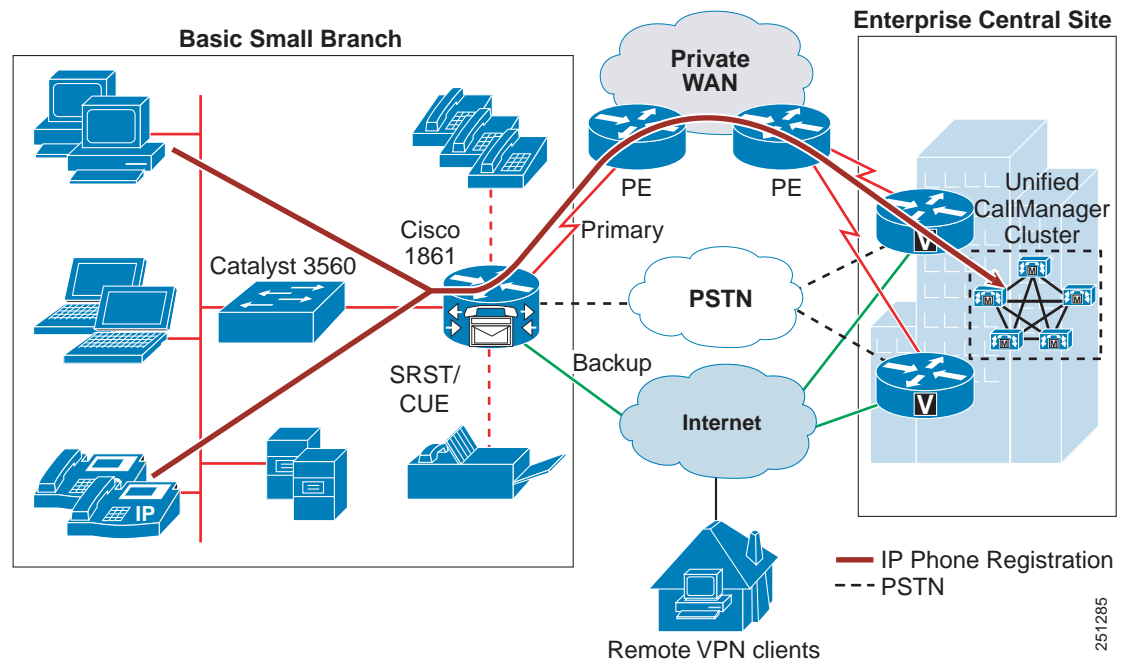 Basic Small Branch
Enterprise Central Site
Private
WAN
PE
PE
Unified
CallManager
Cluster
Cisco
1861
Primary
Catalyst 3560
PSTN
V
M
M
M
M
M
SRST/
CUE
Backup
Internet
V
IP
IP Phone Registration
PSTN
Remote VPN clients
251285